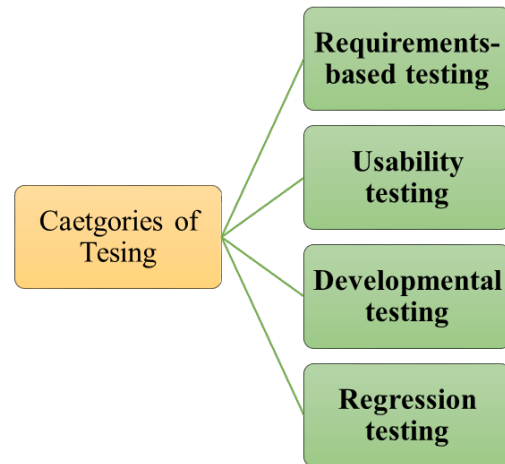 Requirements-
based testing
Usability
testing
Caetgories of
Tesing
Developmental
testing
Regression
testing